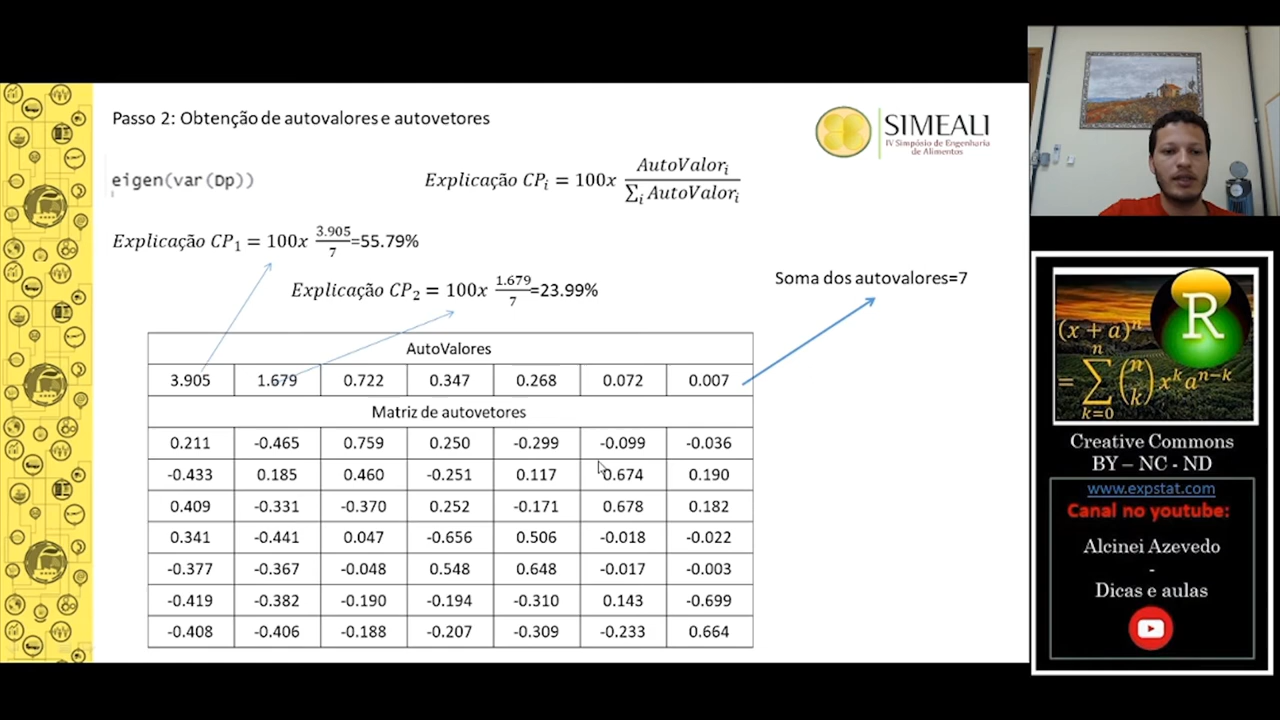 Passo 2: Obtenção de autovalores e autovetores
SIMEALI
IV Simpósio de Engenharia
de Alimentos
eigen(var(Dp))
Explicação CPᵢ = 100x AutoValorᵢ / ∑ᵢ AutoValorᵢ
Explicação CP₁ = 100x 3.905/7 =55.79%
Explicação CP₂ = 100x 1.679/7 =23.99%
Soma dos autovalores=7
AutoValores
3.905 1.679 0.722 0.347 0.268 0.072 0.007
Matriz de autovetores
0.211 -0.465 0.759 0.250 -0.299 -0.099 -0.036
-0.433 0.185 0.460 -0.251 0.117 0.674 0.190
0.409 -0.331 -0.370 0.252 -0.171 0.678 0.182
0.341 -0.441 0.047 -0.656 0.506 -0.018 -0.022
-0.377 -0.367 -0.048 0.548 0.648 -0.017 -0.003
-0.419 -0.382 -0.190 -0.194 -0.310 0.143 -0.699
-0.408 -0.406 -0.188 -0.207 -0.309 -0.233 0.664
R
(x + a)ⁿ
= ∑ n k=0 (n k) xᵏ aⁿ⁻ᵏ
Creative Commons
BY – NC - ND
www.expstat.com
Canal no youtube:
Alcinei Azevedo
-
Dicas e aulas